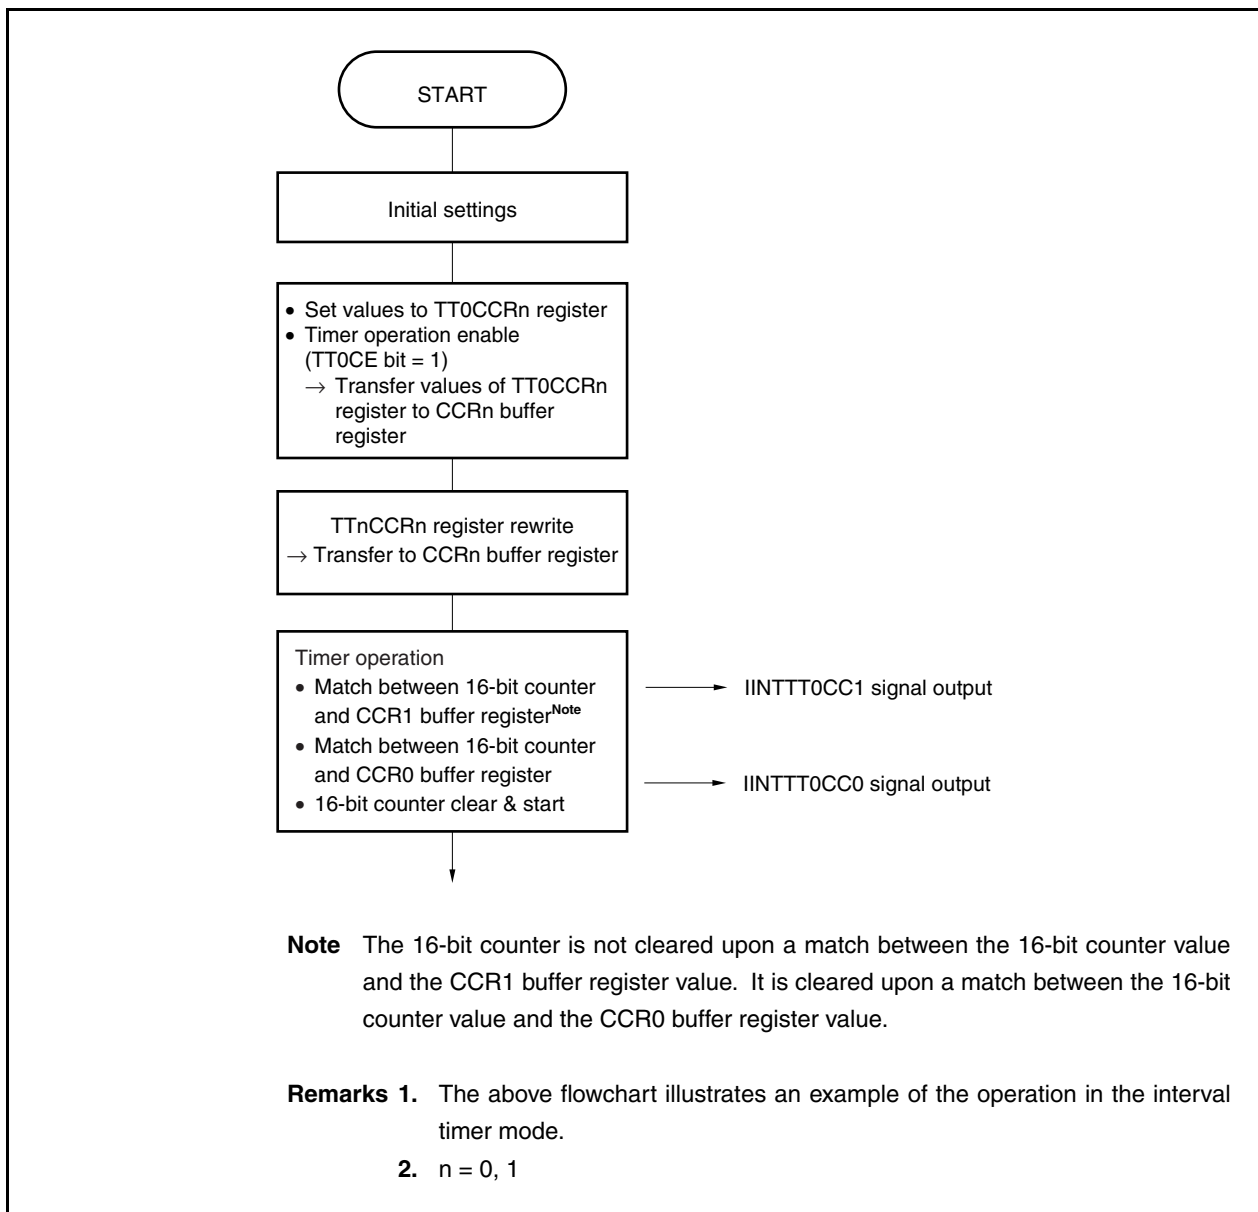 START
Initial settings
• Set values to TT0CCRn register
• Timer operation enable
(TT0CE bit = 1)
→ Transfer values of TT0CCRn
register to CCRn buffer
register
TTnCCRn register rewrite
→ Transfer to CCRn buffer register
Timer operation
• Match between 16-bit counter
and CCR1 buffer registerNote
• Match between 16-bit counter
and CCR0 buffer register
• 16-bit counter clear & start
IINTTT0CC1 signal output
IINTTT0CC0 signal output
Note The 16-bit counter is not cleared upon a match between the 16-bit counter value
and the CCR1 buffer register value. It is cleared upon a match between the 16-bit
counter value and the CCR0 buffer register value.
Remarks 1. The above flowchart illustrates an example of the operation in the interval
timer mode.
2. n = 0, 1